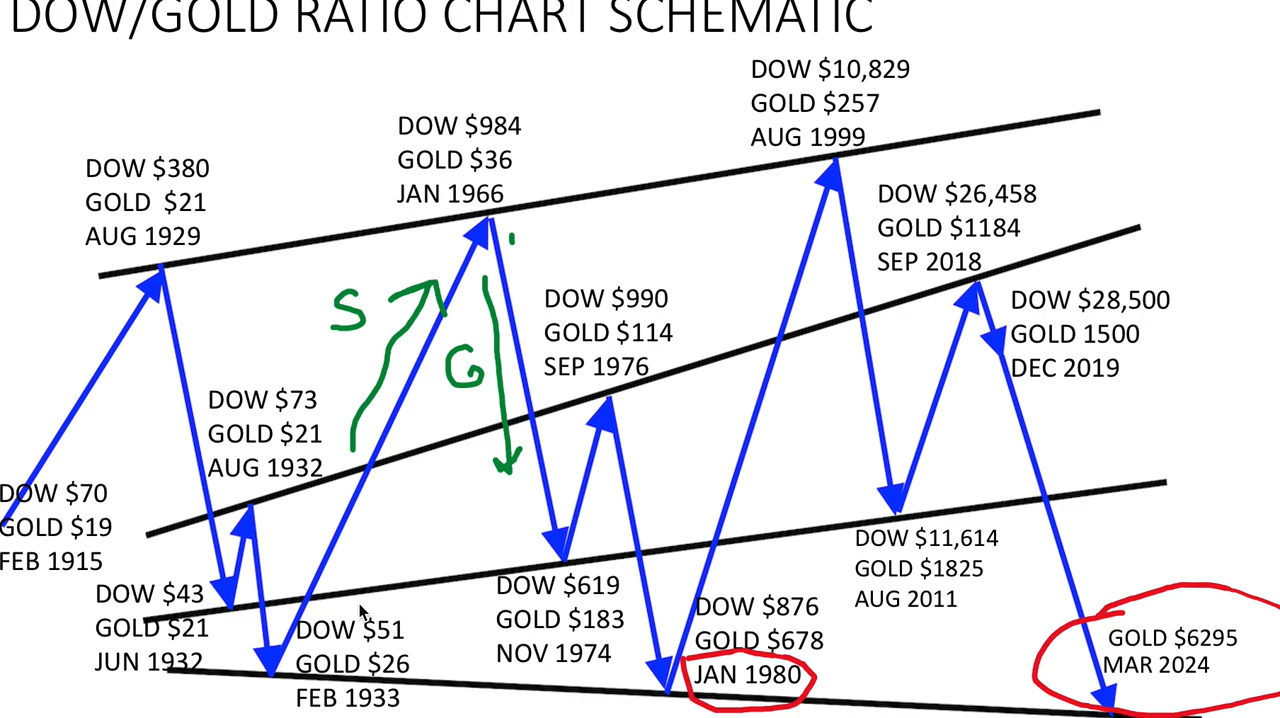 DOW/GOLD RATIO CHART SCHEMATIC
DOW $380
GOLD $21
AUG 1929
DOW $984
GOLD $36
JAN 1966
DOW $10,829
GOLD $257
AUG 1999
DOW $26,458
GOLD $1184
SEP 2018
DOW $990
GOLD $114
SEP 1976
DOW $28,500
GOLD 1500
DEC 2019
S
G
DOW $73
GOLD $21
AUG 1932
DOW $70
GOLD $19
FEB 1915
DOW $43
GOLD $21
JUN 1932
DOW $51
GOLD $26
FEB 1933
DOW $619
GOLD $183
NOV 1974
DOW $876
GOLD $678
JAN 1980
DOW $11,614
GOLD $1825
AUG 2011
GOLD $6295
MAR 2024